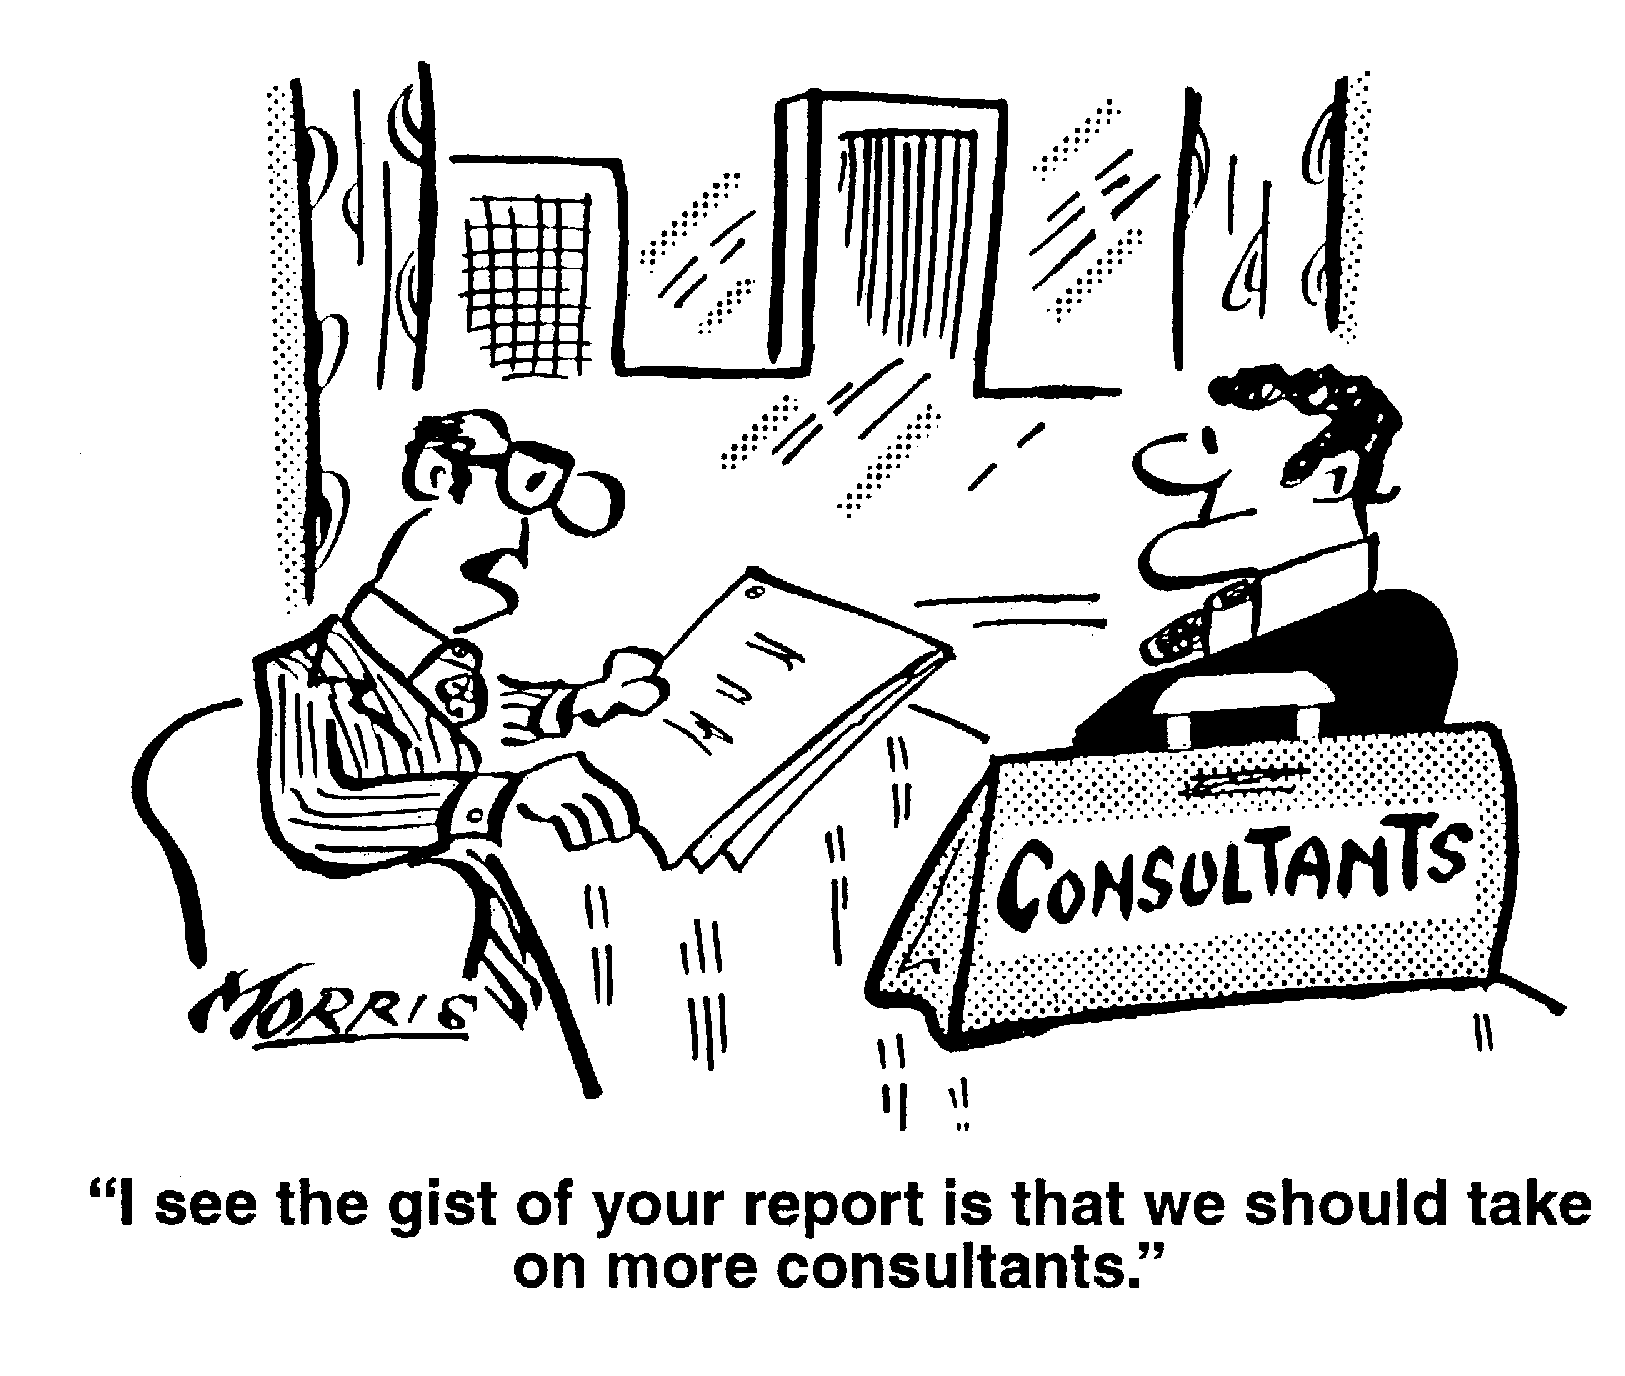 CONSULTANTS
MORRIS
“I see the gist of your report is that we should take
on more consultants.”